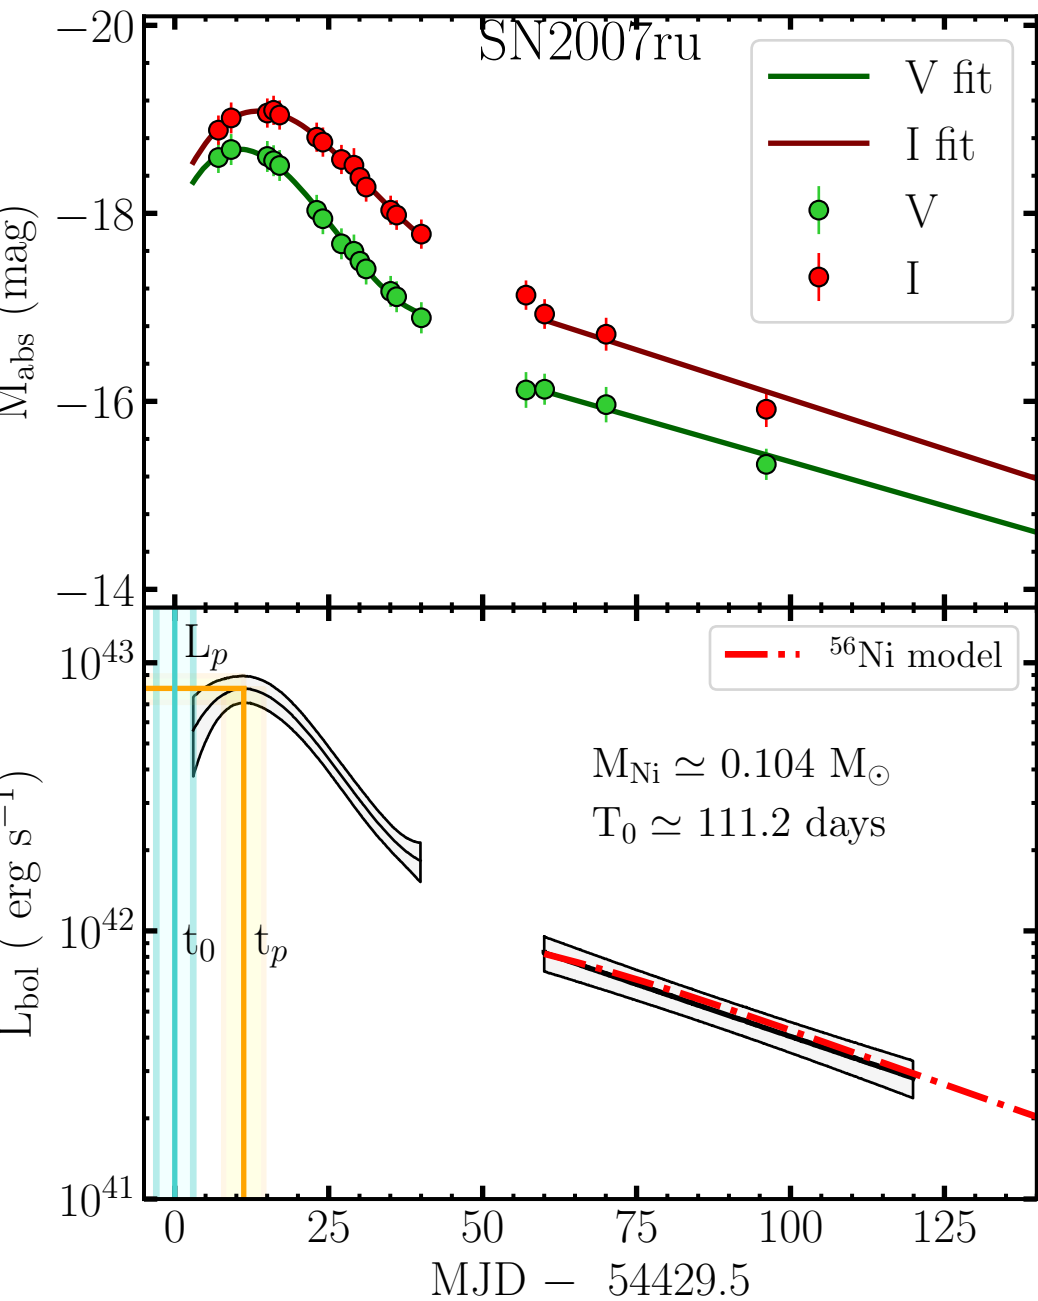 SN2007ru
−20
−18
−16
−14
M_abs (mag)
V fit
I fit
V
I
10^43
10^42
10^41
L_bol ( erg s^−1)
L_p
t_0
t_p
^56Ni model
M_Ni ≃ 0.104 M_⊙
T_0 ≃ 111.2 days
0 25 50 75 100 125
MJD − 54429.5